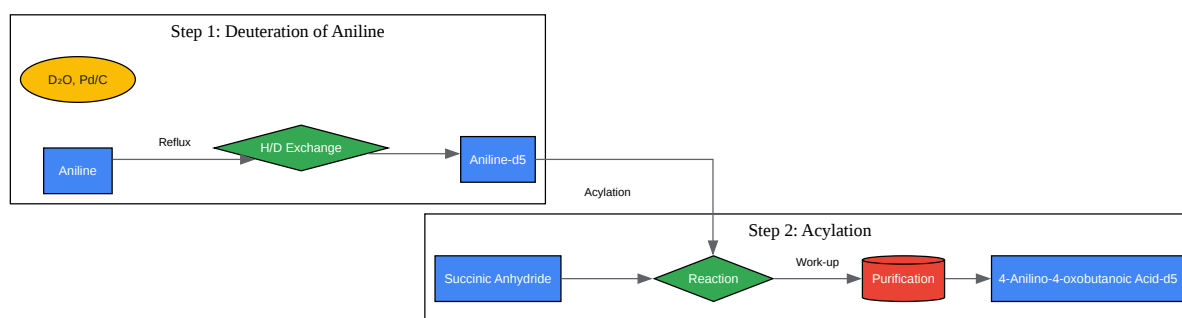 Step 1: Deuteration of Aniline
D₂O, Pd/C
Reflux
H/D Exchange
Aniline
Aniline-d5
Acylation
Step 2: Acylation
Succinic Anhydride
Reaction
Work-up
Purification
4-Anilino-4-oxobutanoic Acid-d5